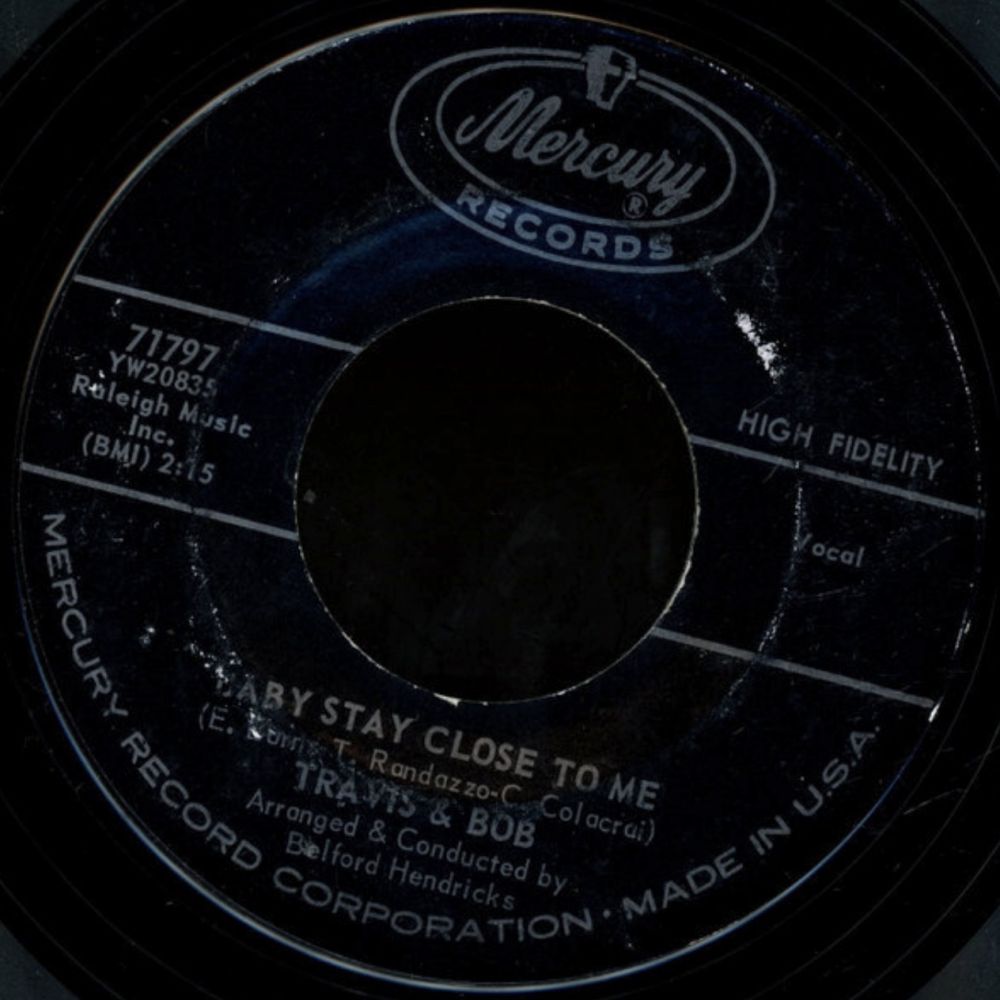 Mercury
®
RECORDS
71797
YW20835
Raleigh Music
Inc.
(BMI) 2:15
HIGH FIDELITY
Vocal
BABY STAY CLOSE TO ME
(E. T. Randazzo-C. Colacrai)
TRAVIS & BOB
Arranged & Conducted by
Belford Hendricks
MERCURY RECORD CORPORATION · MADE IN U.S.A.